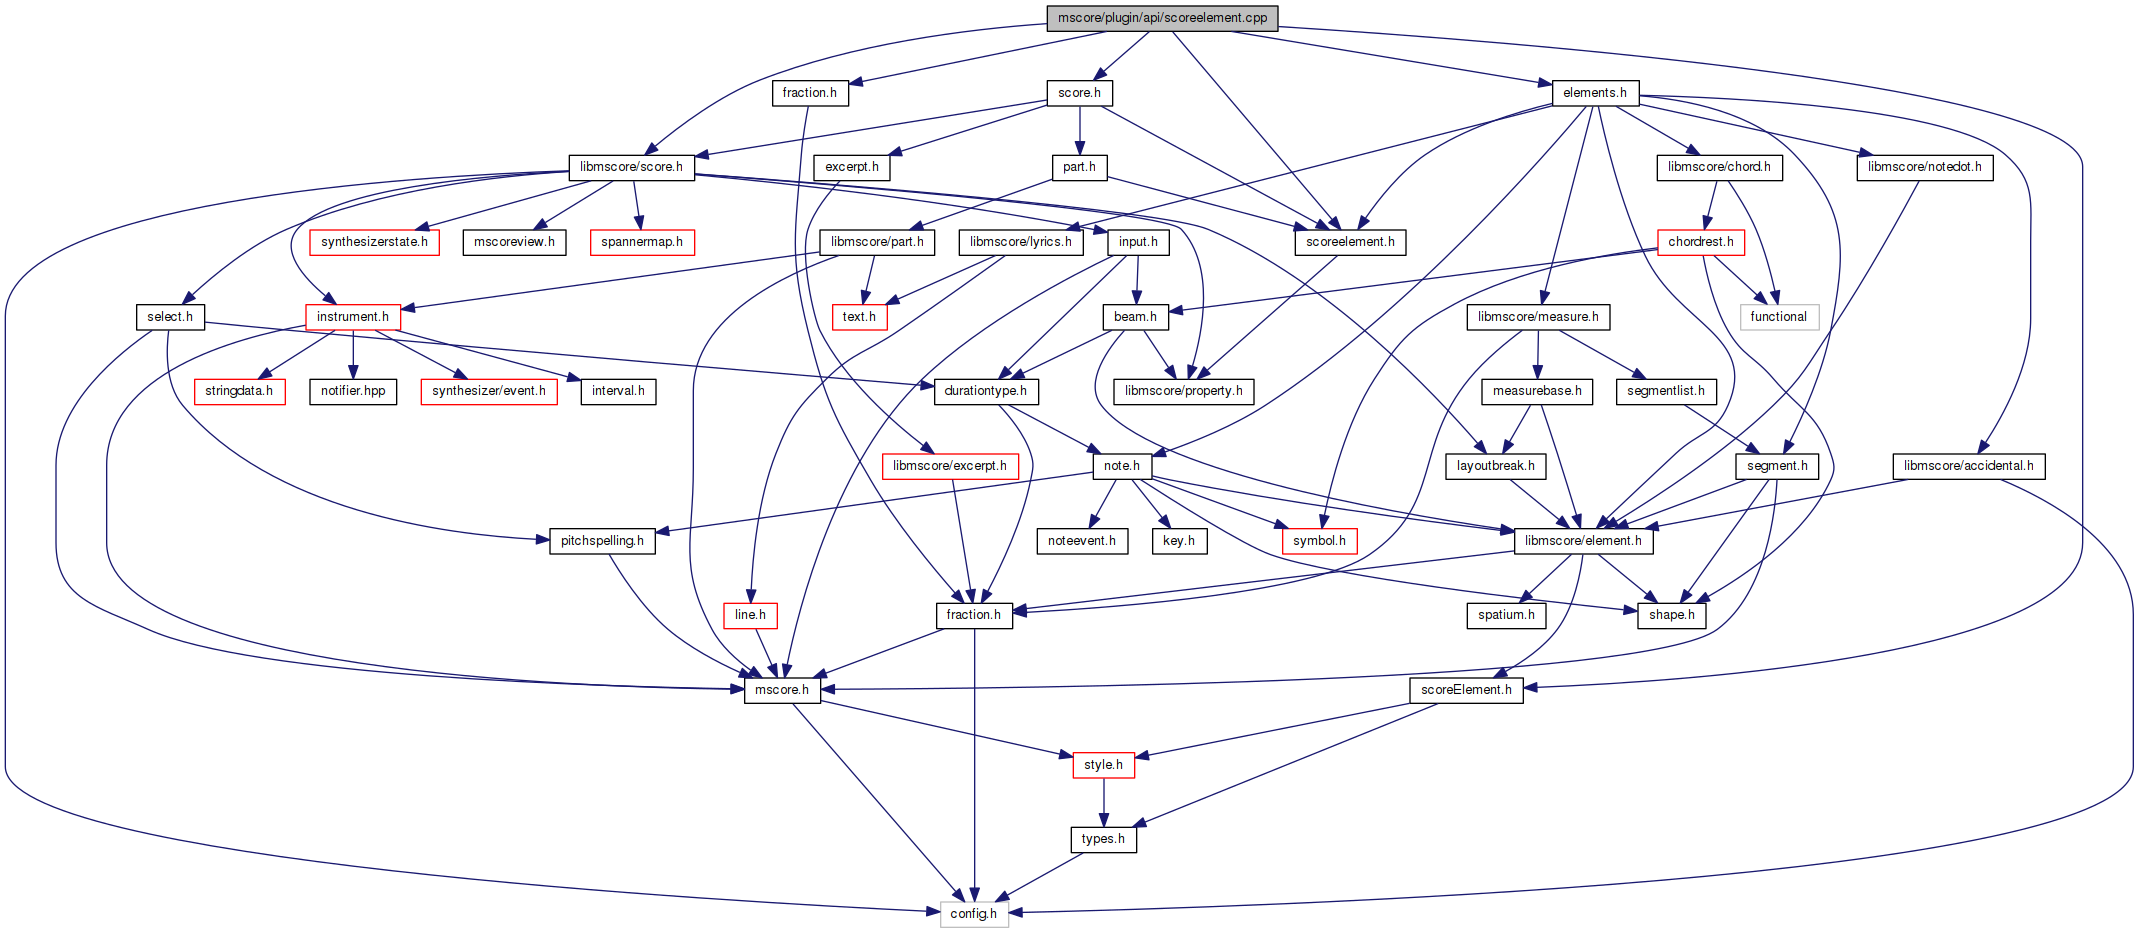 mscore/plugin/api/scoreelement.cpp
fraction.h
score.h
elements.h
libmscore/score.h
excerpt.h
part.h
libmscore/chord.h
libmscore/notedot.h
synthesizerstate.h
mscoreview.h
spannermap.h
libmscore/part.h
libmscore/lyrics.h
input.h
scoreelement.h
chordrest.h
select.h
instrument.h
text.h
beam.h
libmscore/measure.h
functional
stringdata.h
notifier.hpp
synthesizer/event.h
interval.h
durationtype.h
libmscore/property.h
measurebase.h
segmentlist.h
libmscore/excerpt.h
note.h
layoutbreak.h
segment.h
libmscore/accidental.h
pitchspelling.h
noteevent.h
key.h
symbol.h
libmscore/element.h
line.h
fraction.h
spatium.h
shape.h
mscore.h
scoreElement.h
style.h
types.h
config.h